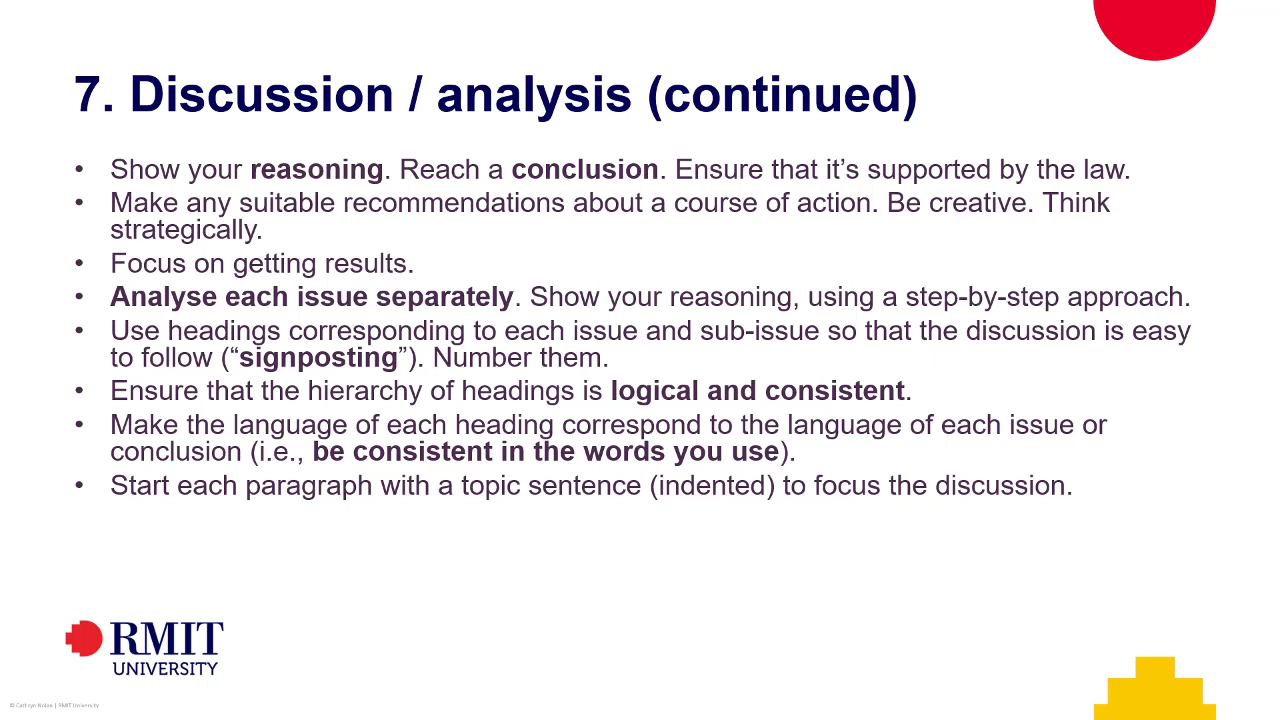 7. Discussion / analysis (continued)
• Show your reasoning. Reach a conclusion. Ensure that it’s supported by the law.
• Make any suitable recommendations about a course of action. Be creative. Think
strategically.
• Focus on getting results.
• Analyse each issue separately. Show your reasoning, using a step-by-step approach.
• Use headings corresponding to each issue and sub-issue so that the discussion is easy
to follow (“signposting”). Number them.
• Ensure that the hierarchy of headings is logical and consistent.
• Make the language of each heading correspond to the language of each issue or
conclusion (i.e., be consistent in the words you use).
• Start each paragraph with a topic sentence (indented) to focus the discussion.
RMIT
UNIVERSITY
© Cathryn Nolan | RMIT University